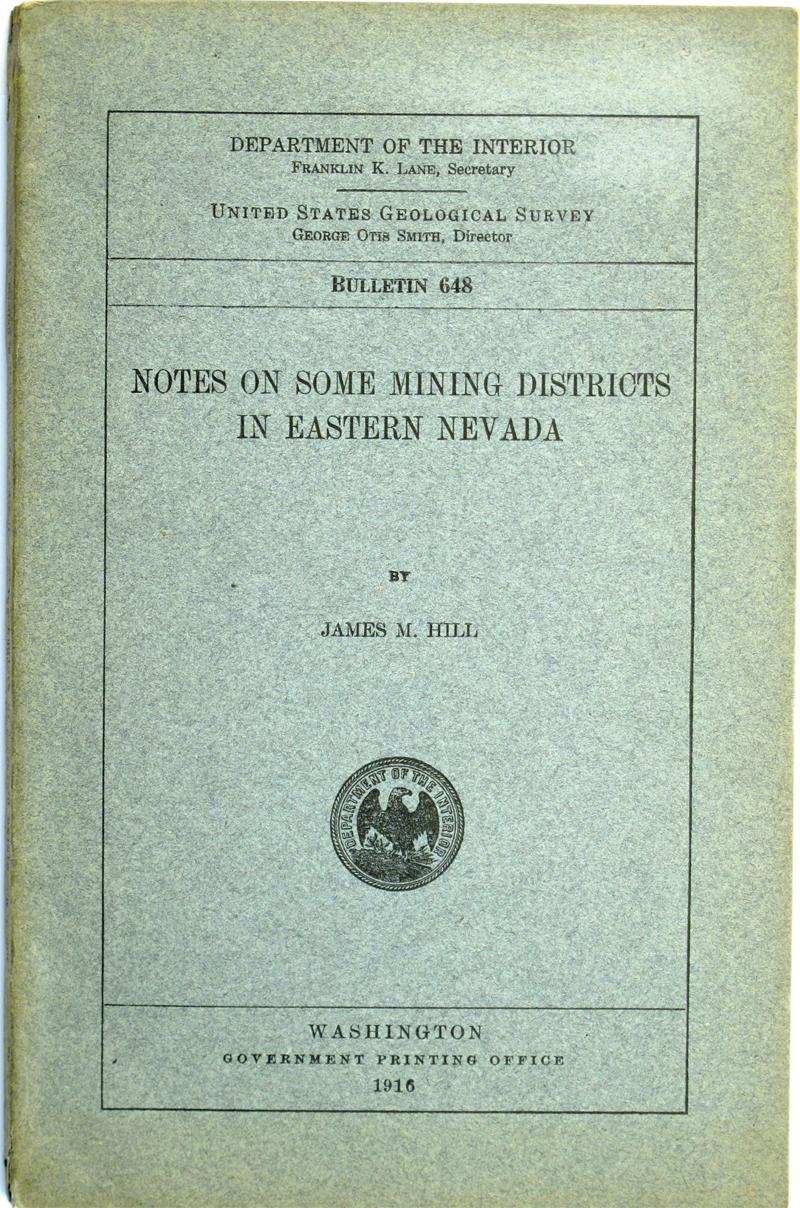 DEPARTMENT OF THE INTERIOR
FRANKLIN K. LANE, Secretary
UNITED STATES GEOLOGICAL SURVEY
GEORGE OTIS SMITH, Director
BULLETIN 648
NOTES ON SOME MINING DISTRICTS
IN EASTERN NEVADA
BY
JAMES M. HILL
DEPARTMENT OF THE INTERIOR
WASHINGTON
GOVERNMENT PRINTING OFFICE
1916